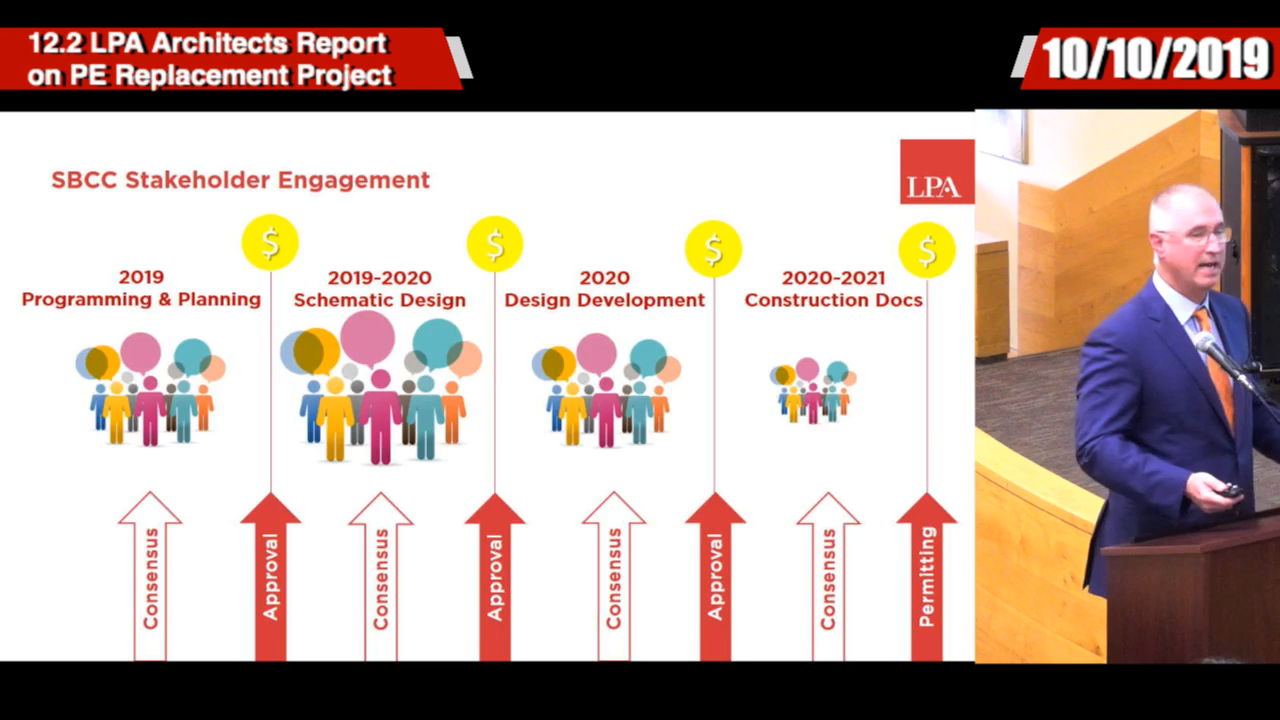 12.2 LPA Architects Report
on PE Replacement Project
10/10/2019
SBCC Stakeholder Engagement
LPA
$
$
$
$
2019
Programming & Planning
2019-2020
Schematic Design
2020
Design Development
2020-2021
Construction Docs
Consensus
Approval
Consensus
Approval
Consensus
Approval
Consensus
Permitting